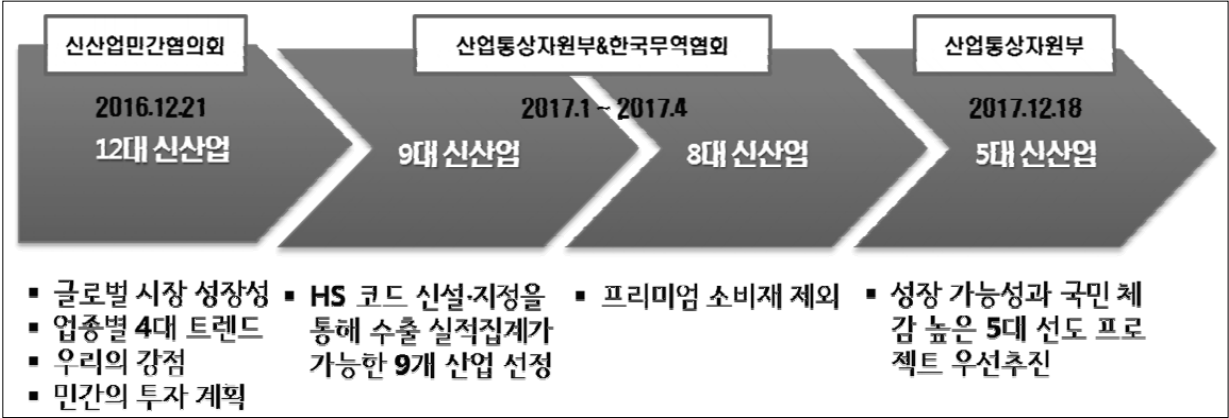 신산업민간협의회
2016.12.21
12대 신산업
산업통상자원부&한국무역협회
2017.1 ~ 2017.4
9대 신산업
8대 신산업
산업통상자원부
2017.12.18
5대 신산업
▪ 글로벌 시장 성장성
▪ 업종별 4대 트렌드
▪ 우리의 강점
▪ 민간의 투자 계획
▪ HS 코드 신설·지정을
통해 수출 실적집계가
가능한 9개 산업 선정
▪ 프리미엄 소비재 제외
▪ 성장 가능성과 국민 체
감 높은 5대 선도 프로
젝트 우선추진